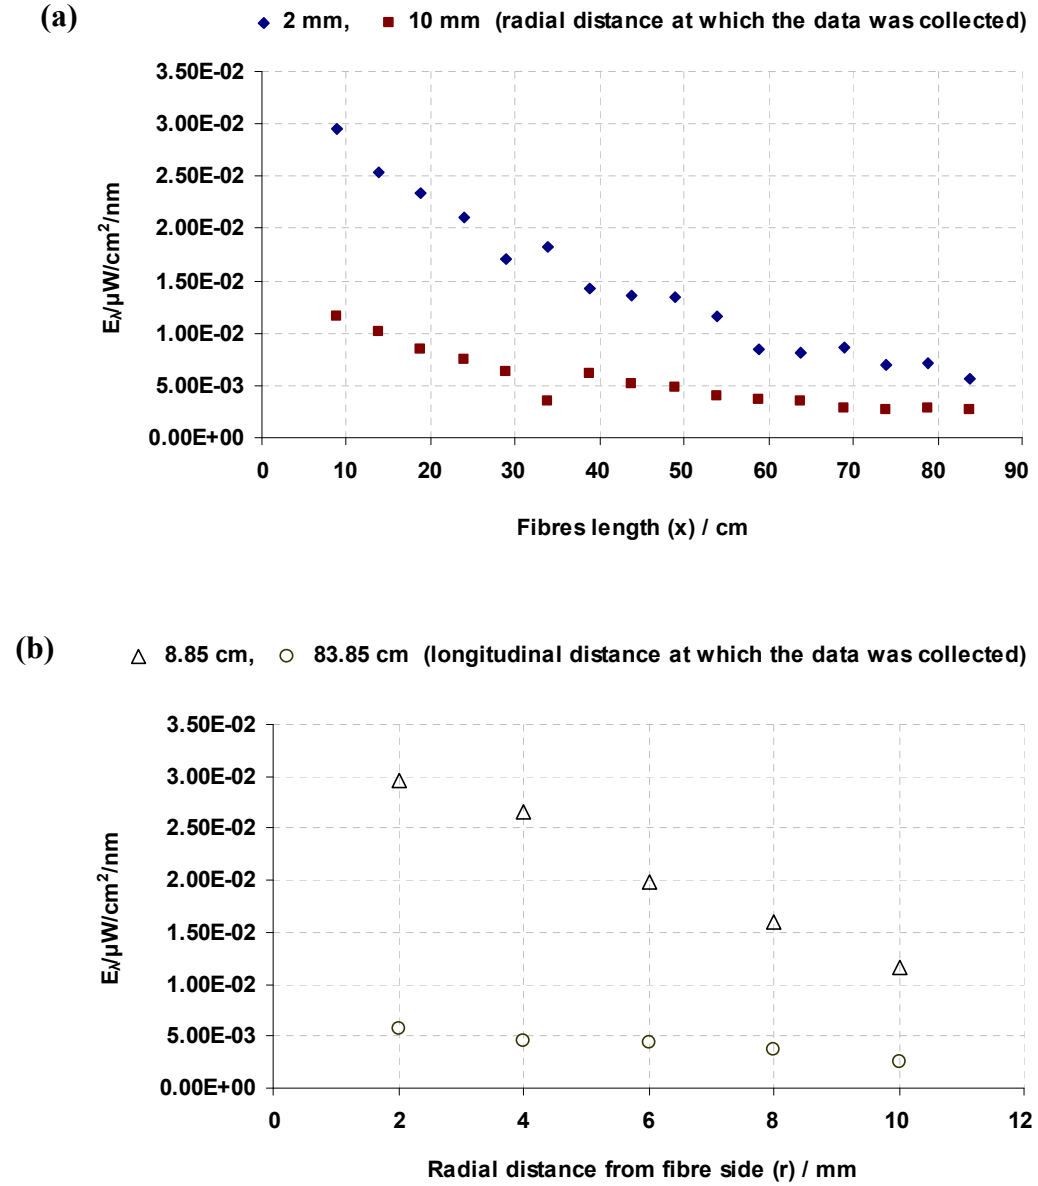 (a)
2 mm, 10 mm (radial distance at which the data was collected)
3.50E-02
3.00E-02
2.50E-02
2.00E-02
1.50E-02
1.00E-02
5.00E-03
0.00E+00
Eλ/µW/cm²/nm
0 10 20 30 40 50 60 70 80 90
Fibres length (x) / cm
(b)
8.85 cm, 83.85 cm (longitudinal distance at which the data was collected)
3.50E-02
3.00E-02
2.50E-02
2.00E-02
1.50E-02
1.00E-02
5.00E-03
0.00E+00
Eλ/µW/cm²/nm
0 2 4 6 8 10 12
Radial distance from fibre side (r) / mm